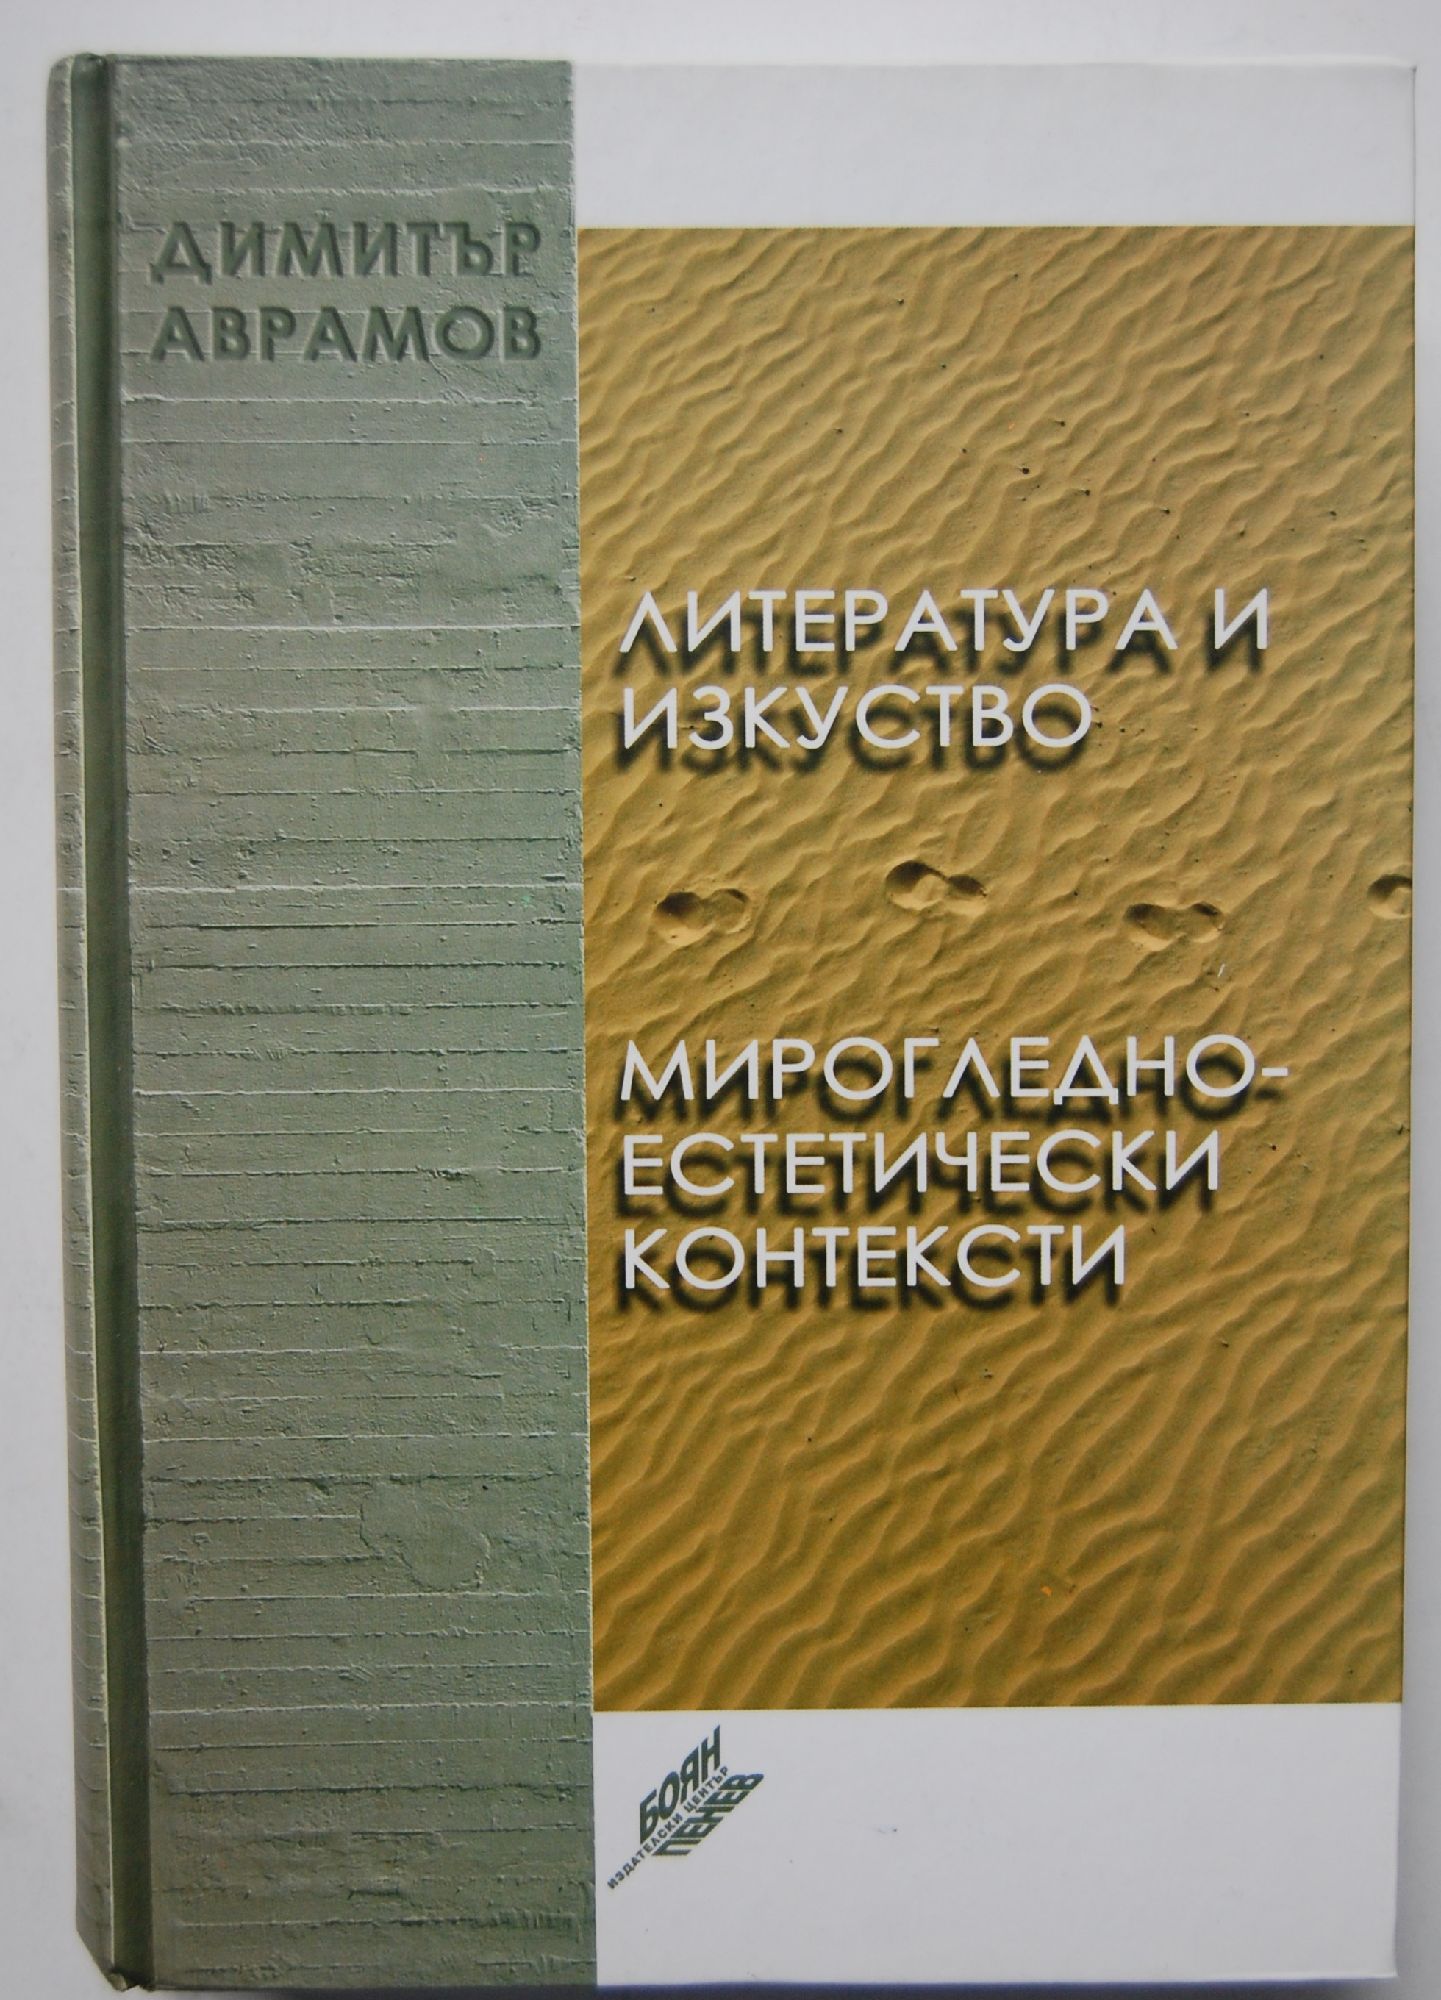 ДИМИТЪР
АВРАМОВ
ЛИТЕРАТУРА И
ИЗКУСТВО
МИРОГЛЕДНО-
ЕСТЕТИЧЕСКИ
КОНТЕКСТИ
БОЯН
ИЗДАТЕЛСКИ ЦЕНТЪР
ПЕНЕВ